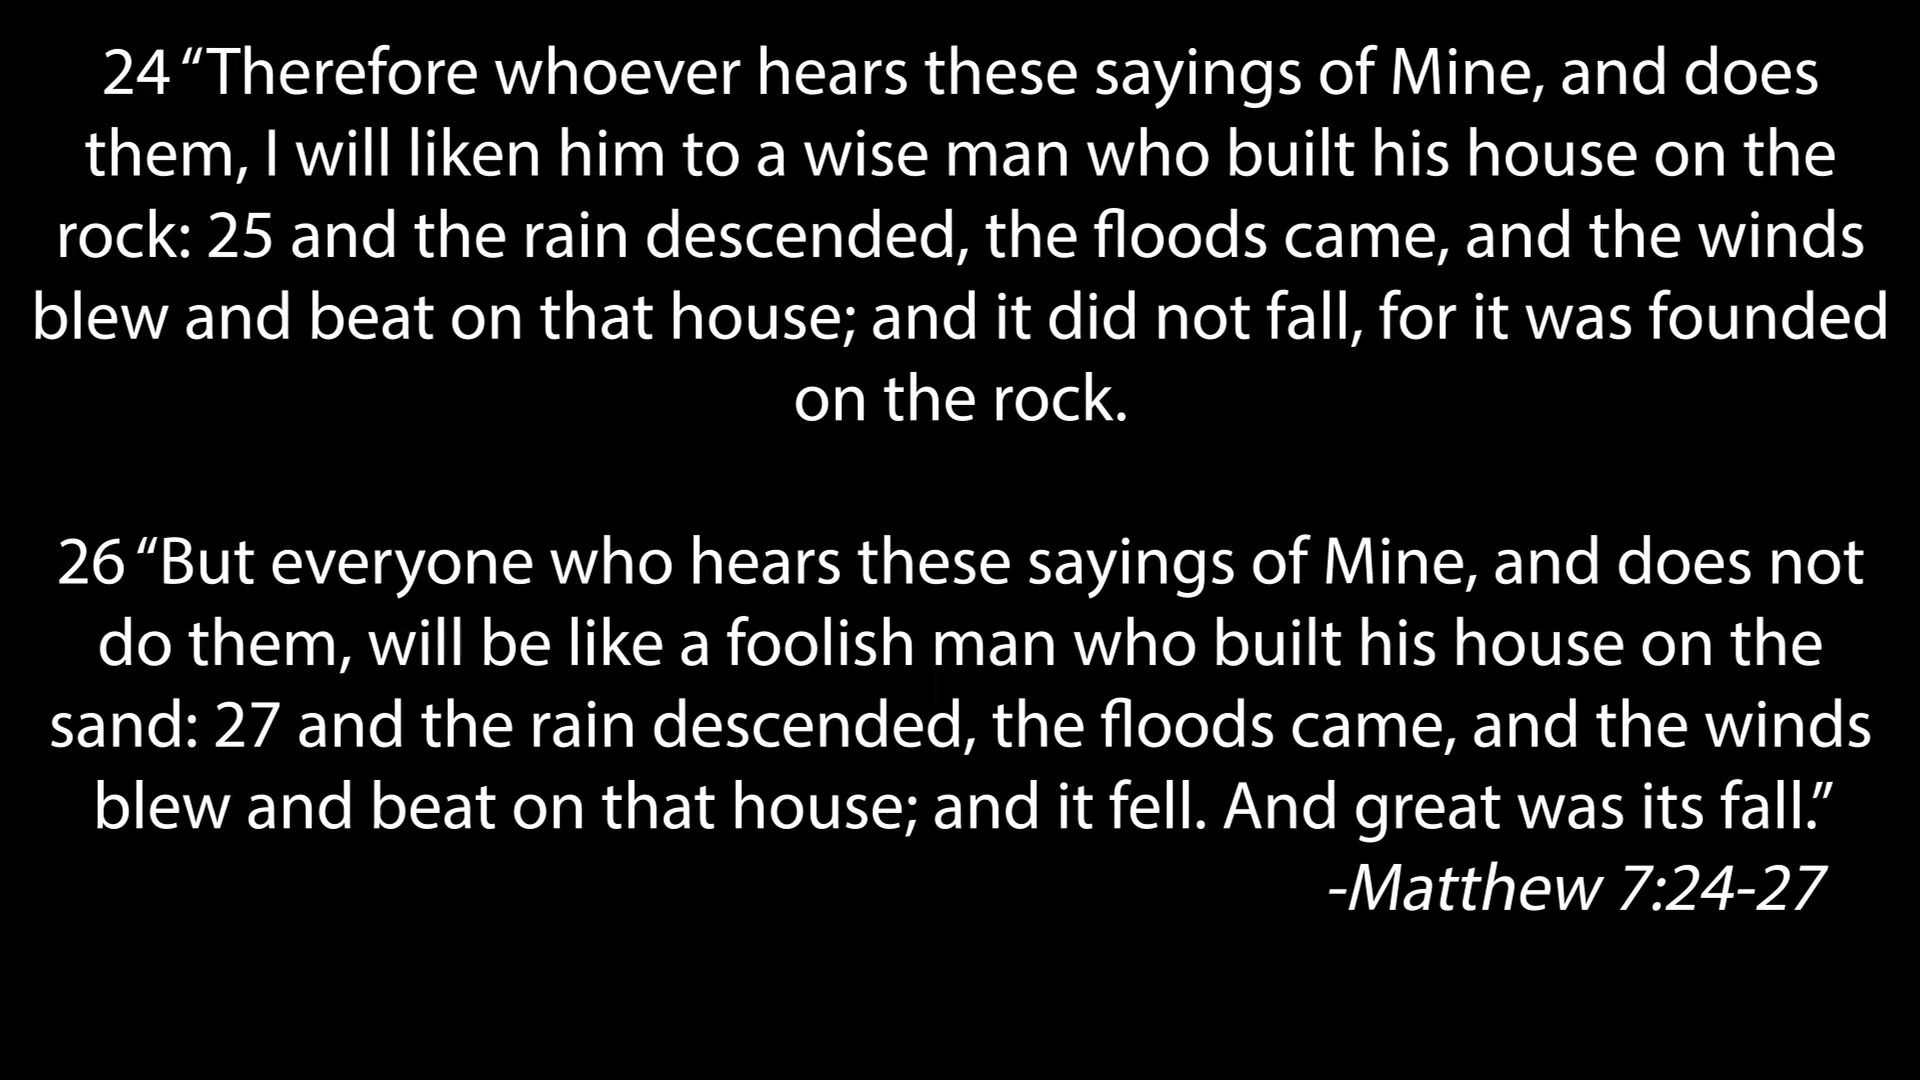 24 “Therefore whoever hears these sayings of Mine, and does
them, I will liken him to a wise man who built his house on the
rock: 25 and the rain descended, the floods came, and the winds
blew and beat on that house; and it did not fall, for it was founded
on the rock.
26 “But everyone who hears these sayings of Mine, and does not
do them, will be like a foolish man who built his house on the
sand: 27 and the rain descended, the floods came, and the winds
blew and beat on that house; and it fell. And great was its fall.”
-Matthew 7:24-27